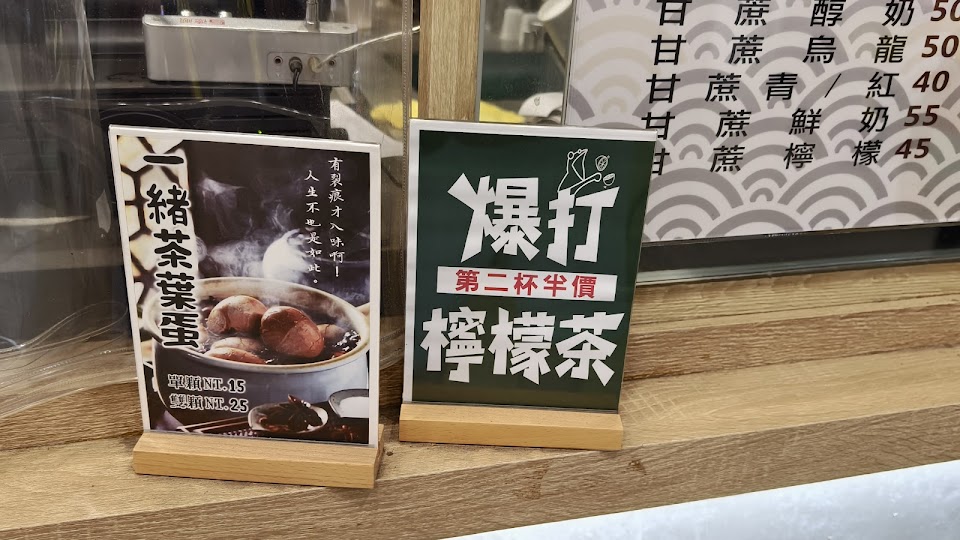 一緒茶葉蛋
有裂痕才入味啊！
人生不也是如此。
單顆NT.15
雙顆NT.25
爆打
第二杯半價
檸檬茶
甘蔗醇奶 50
甘蔗烏龍 50
甘蔗青/紅 40
甘蔗鮮奶 55
甘蔗檸檬 45